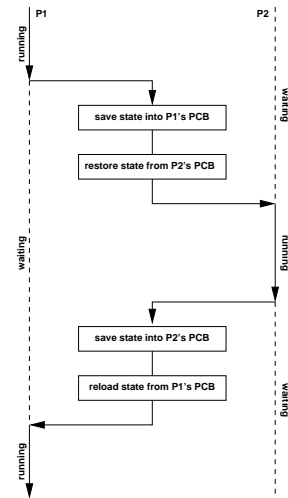 P1
P2
running
waiting
save state into P1's PCB
restore state from P2's PCB
waiting
running
save state into P2's PCB
reload state from P1's PCB
waiting
running